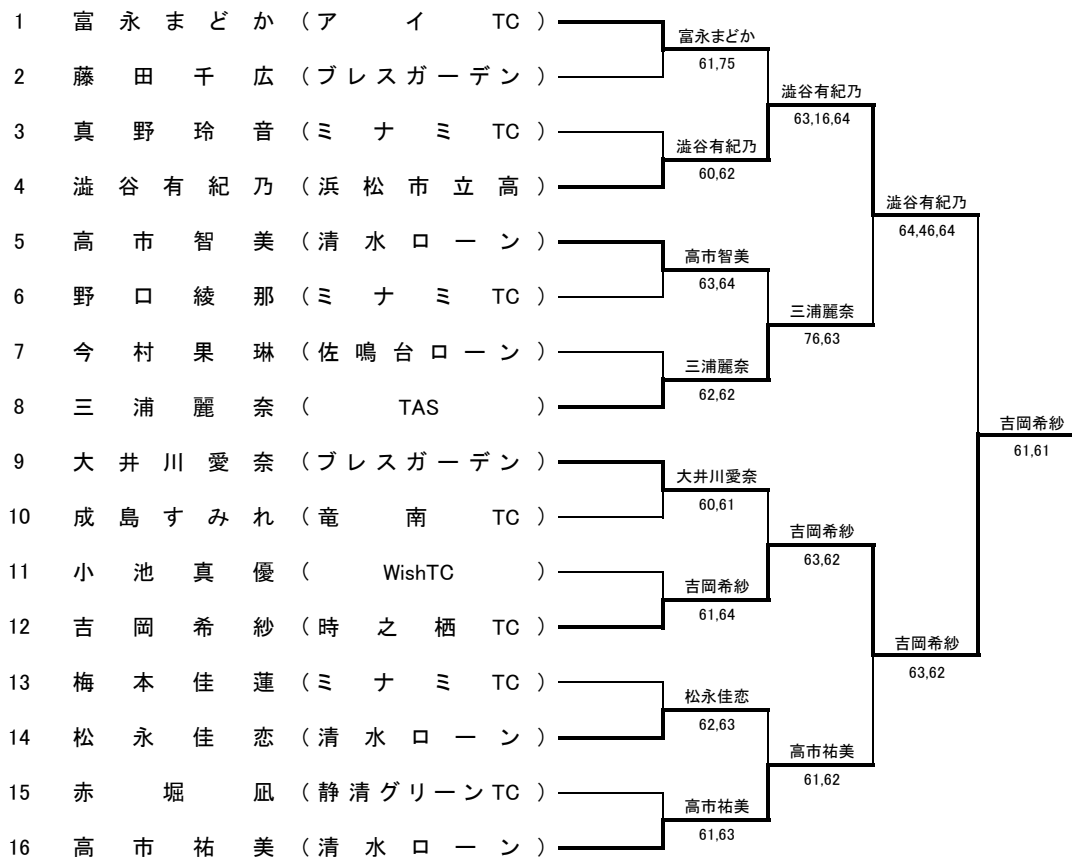 1 富永まどか (アイTC)
2 藤田千広 (ブレスガーデン)
3 真野玲音 (ミナミTC)
4 澁谷有紀乃 (浜松市立高)
5 高市智美 (清水ローン)
6 野口綾那 (ミナミTC)
7 今村果琳 (佐鳴台ローン)
8 三浦麗奈 (TAS)
9 大井川愛奈 (ブレスガーデン)
10 成島すみれ (竜南TC)
11 小池真優 (WishTC)
12 吉岡希紗 (時之栖TC)
13 梅本佳蓮 (ミナミTC)
14 松永佳恋 (清水ローン)
15 赤堀凪 (静清グリーンTC)
16 高市祐美 (清水ローン)
富永まどか
61,75
澁谷有紀乃
60,62
高市智美
63,64
三浦麗奈
62,62
大井川愛奈
60,61
吉岡希紗
61,64
松永佳恋
62,63
高市祐美
61,63
澁谷有紀乃
63,16,64
三浦麗奈
76,63
吉岡希紗
63,62
高市祐美
61,62
澁谷有紀乃
64,46,64
吉岡希紗
63,62
吉岡希紗
61,61